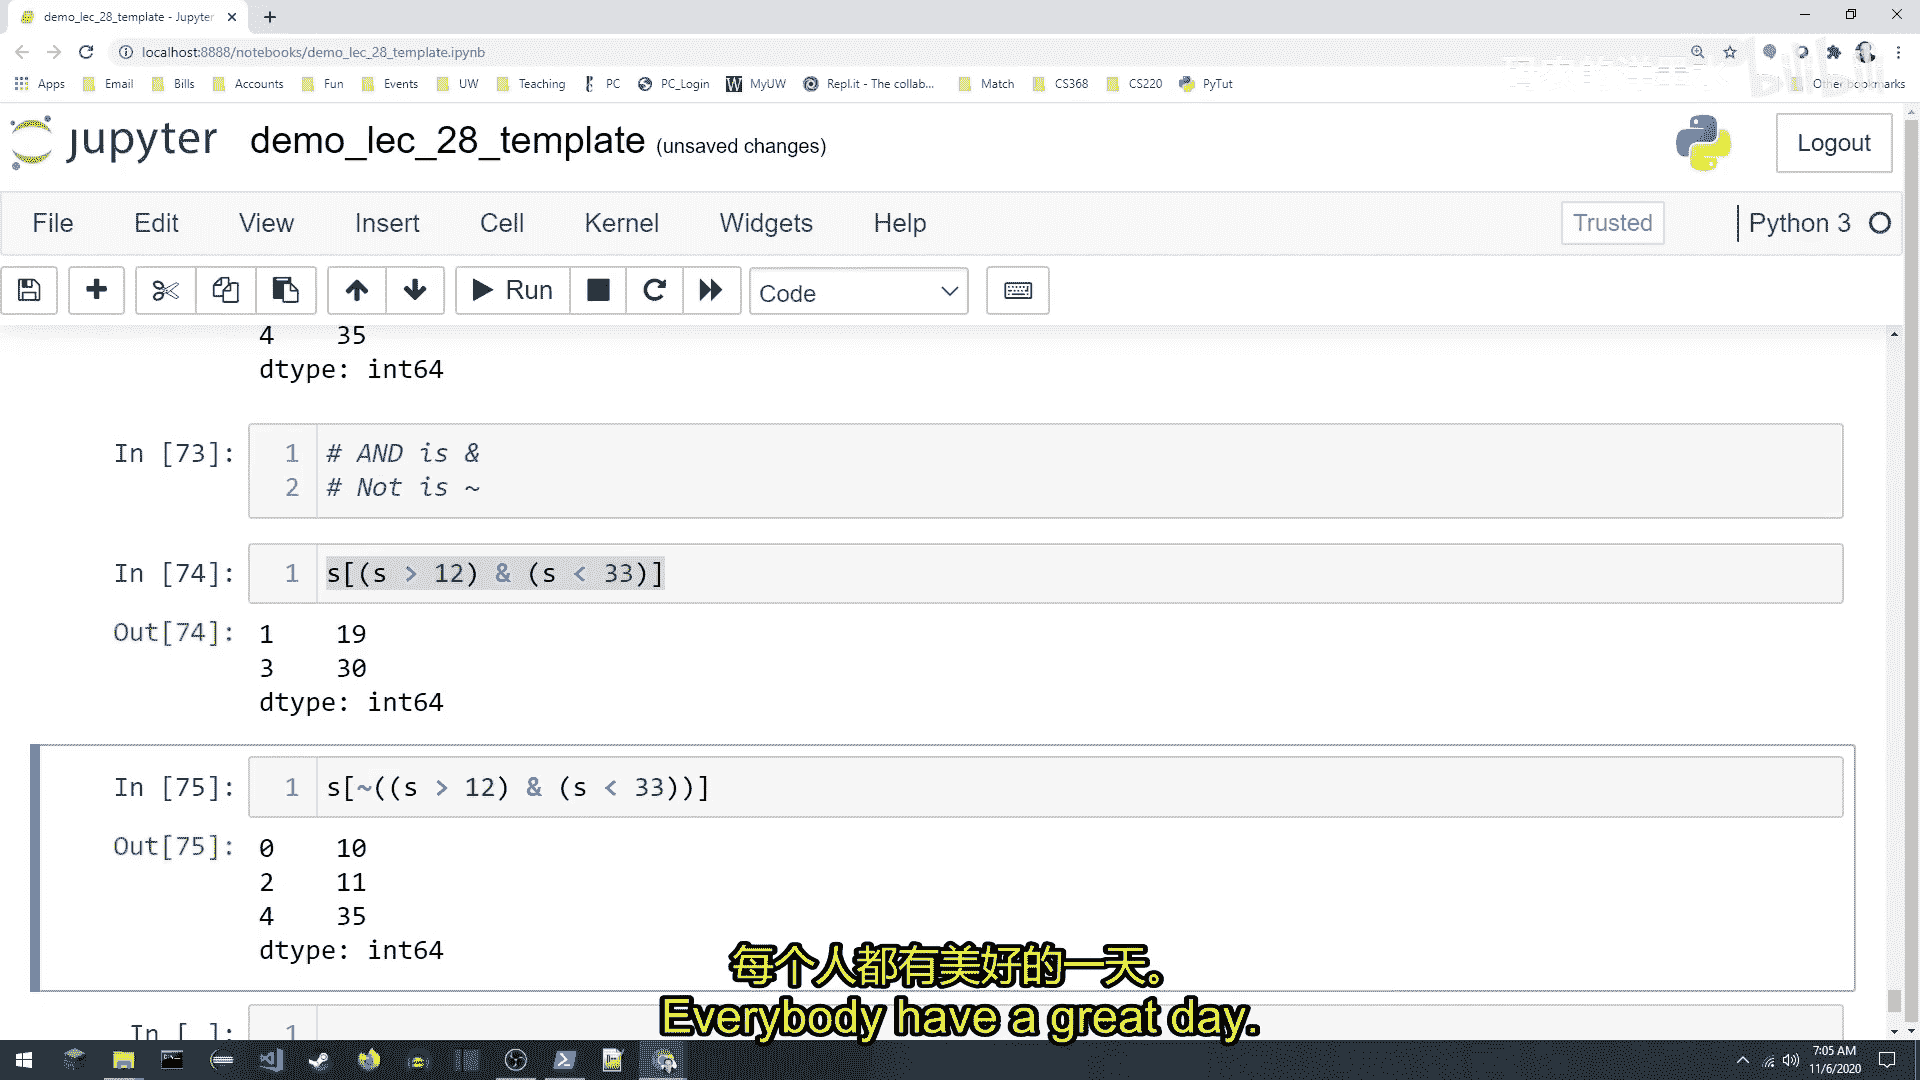 demo_lec_28_template - Jupyter
localhost:8888/notebooks/demo_lec_28_template.ipynb
Apps Email Bills Accounts Fun Events UW Teaching PC PC_Login MyUW Repl.it - The collab... Match CS368 CS220 PyTut Other bookmarks
jupyter demo_lec_28_template (unsaved changes) Logout
File Edit View Insert Cell Kernel Widgets Help Trusted Python 3
Run Code
4 35
dtype: int64
In [73]: 1 # AND is &
2 # Not is ~
In [74]: 1 s[(s > 12) & (s < 33)]
Out[74]: 1 19
3 30
dtype: int64
In [75]: 1 s[~((s > 12) & (s < 33))]
Out[75]: 0 10
2 11
4 35
dtype: int64
每个人都有美好的一天。
Everybody have a great day.
In [ ]: 1
7:05 AM
11/6/2020